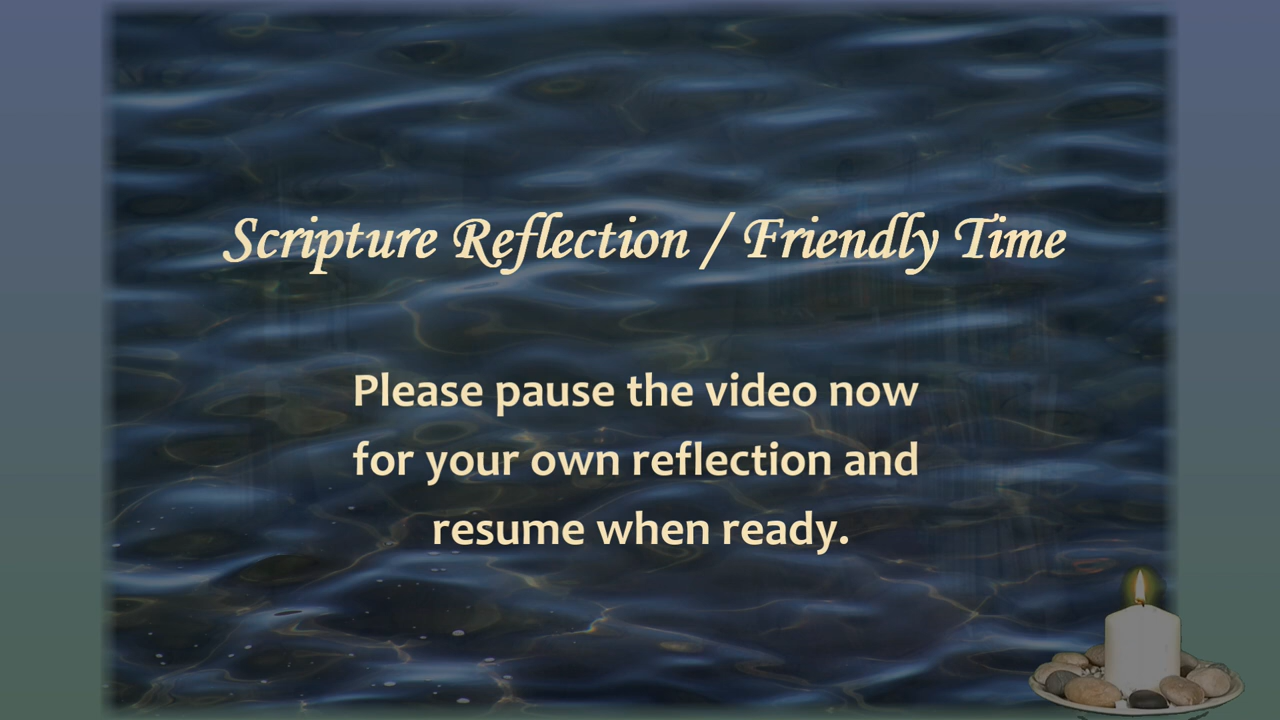 Scripture Reflection / Friendly Time
Please pause the video now
for your own reflection and
resume when ready.